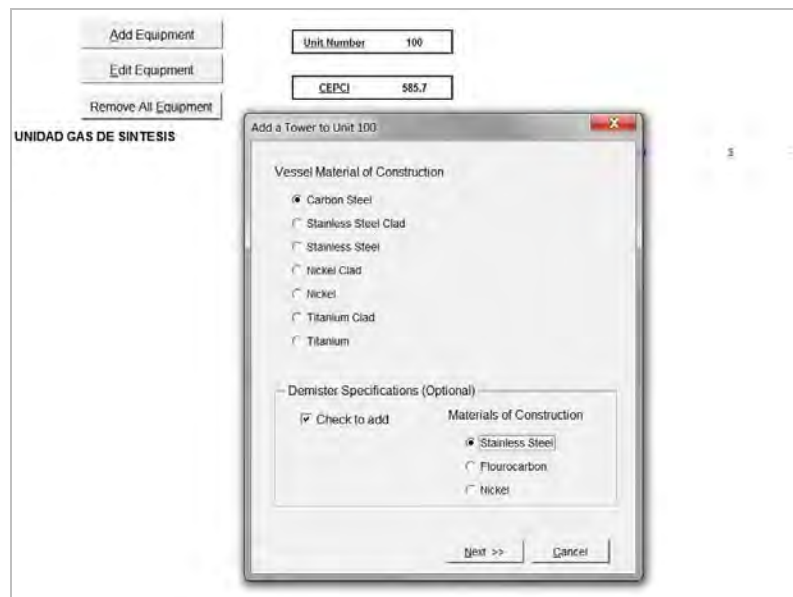 Add Equipment
Unit Number 100
Edit Equipment
CEPCI 585.7
Remove All Equipment
UNIDAD GAS DE SINTESIS
Add a Tower to Unit 100
3
Vessel Material of Construction
Carbon Steel
Stainless Steel Clad
Stainless Steel
Nickel Clad
Nickel
Titanium Clad
Titanium
Demister Specifications (Optional)
Check to add
Materials of Construction
Stainless Steel
Flourocarbon
Nickel
Next >>
Cancel